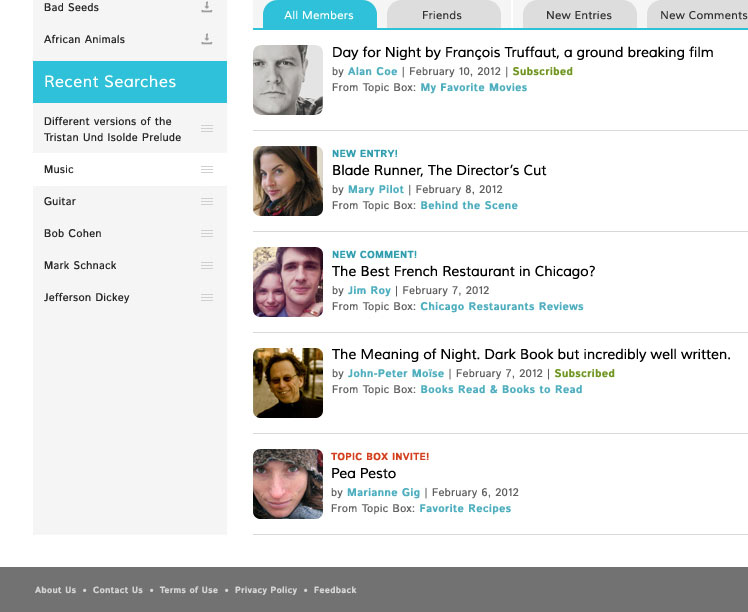 Bad Seeds
African Animals
Recent Searches
Different versions of the
Tristan Und Isolde Prelude
Music
Guitar
Bob Cohen
Mark Schnack
Jefferson Dickey
All Members
Friends
New Entries
New Comments
Day for Night by François Truffaut, a ground breaking film
by Alan Coe | February 10, 2012 | Subscribed
From Topic Box: My Favorite Movies
NEW ENTRY!
Blade Runner, The Director's Cut
by Mary Pilot | February 8, 2012
From Topic Box: Behind the Scene
NEW COMMENT!
The Best French Restaurant in Chicago?
by Jim Roy | February 7, 2012
From Topic Box: Chicago Restaurants Reviews
The Meaning of Night. Dark Book but incredibly well written.
by John-Peter Moïse | February 7, 2012 | Subscribed
From Topic Box: Books Read & Books to Read
TOPIC BOX INVITE!
Pea Pesto
by Marianne Gig | February 6, 2012
From Topic Box: Favorite Recipes
About Us • Contact Us • Terms of Use • Privacy Policy • Feedback